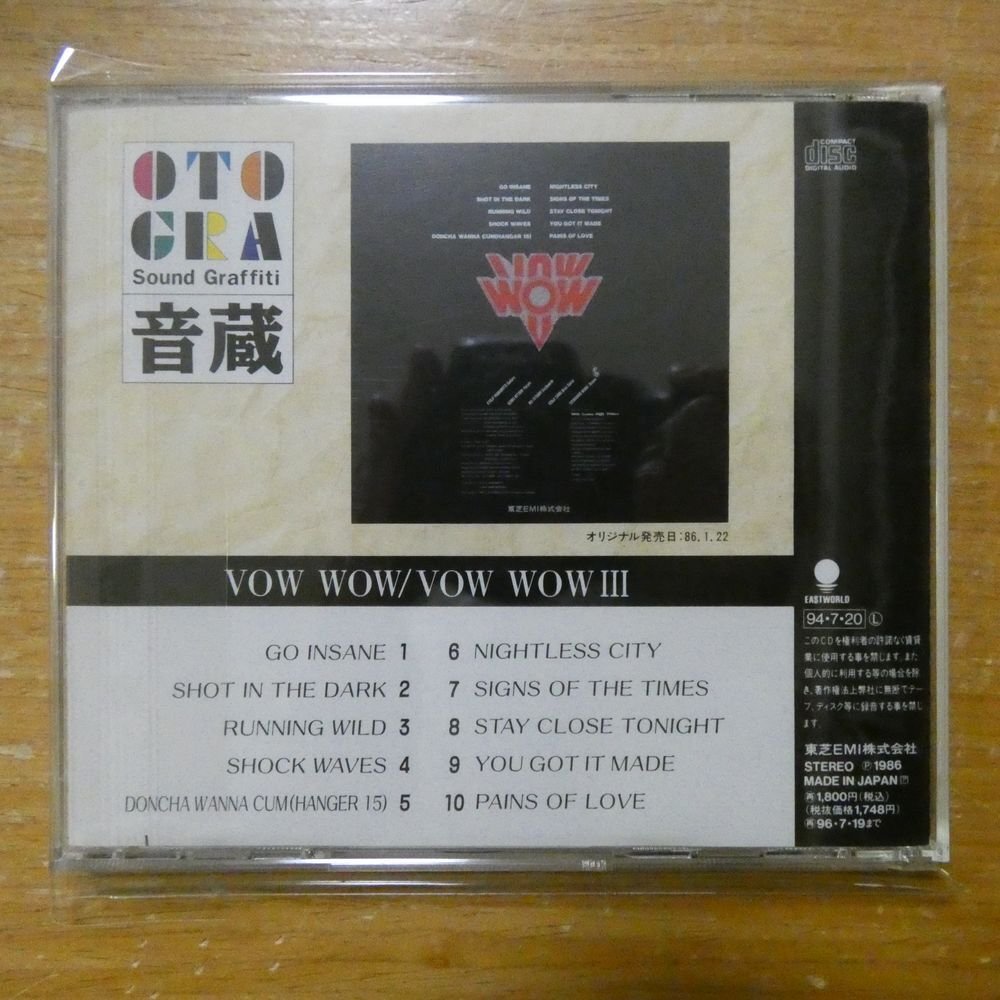 OTO
GRA
Sound Graffiti
音蔵
GO INSANE NIGHTLESS CITY
SHOT IN THE DARK SIGNS OF THE TIMES
RUNNING WILD STAY CLOSE TONIGHT
SHOCK WAVES YOU GOT IT MADE
DONCHA WANNA CUM(HANGAR 15) PAINS OF LOVE
VOW
WOW
東芝EMI株式会社
オリジナル発売日:86.1.22
VOW WOW/VOW WOW III
GO INSANE 1
SHOT IN THE DARK 2
RUNNING WILD 3
SHOCK WAVES 4
DONCHA WANNA CUM(HANGER 15) 5
6 NIGHTLESS CITY
7 SIGNS OF THE TIMES
8 STAY CLOSE TONIGHT
9 YOU GOT IT MADE
10 PAINS OF LOVE
COMPACT
disc
DIGITAL AUDIO
EASTWORLD
94・7・20 Ⓛ
このCDを権利者の許諾なく賃貸
業に使用する事を禁じます。また
個人的に利用する等の場合を除
き、著作権法上弊社に無断でテー
プ、ディスク等に録音する事を禁じ
ます。
東芝EMI株式会社
STEREO Ⓟ1986
MADE IN JAPAN
㊢1,800円(税込)
(税抜価格1,748円)
㊢96・7・19まで